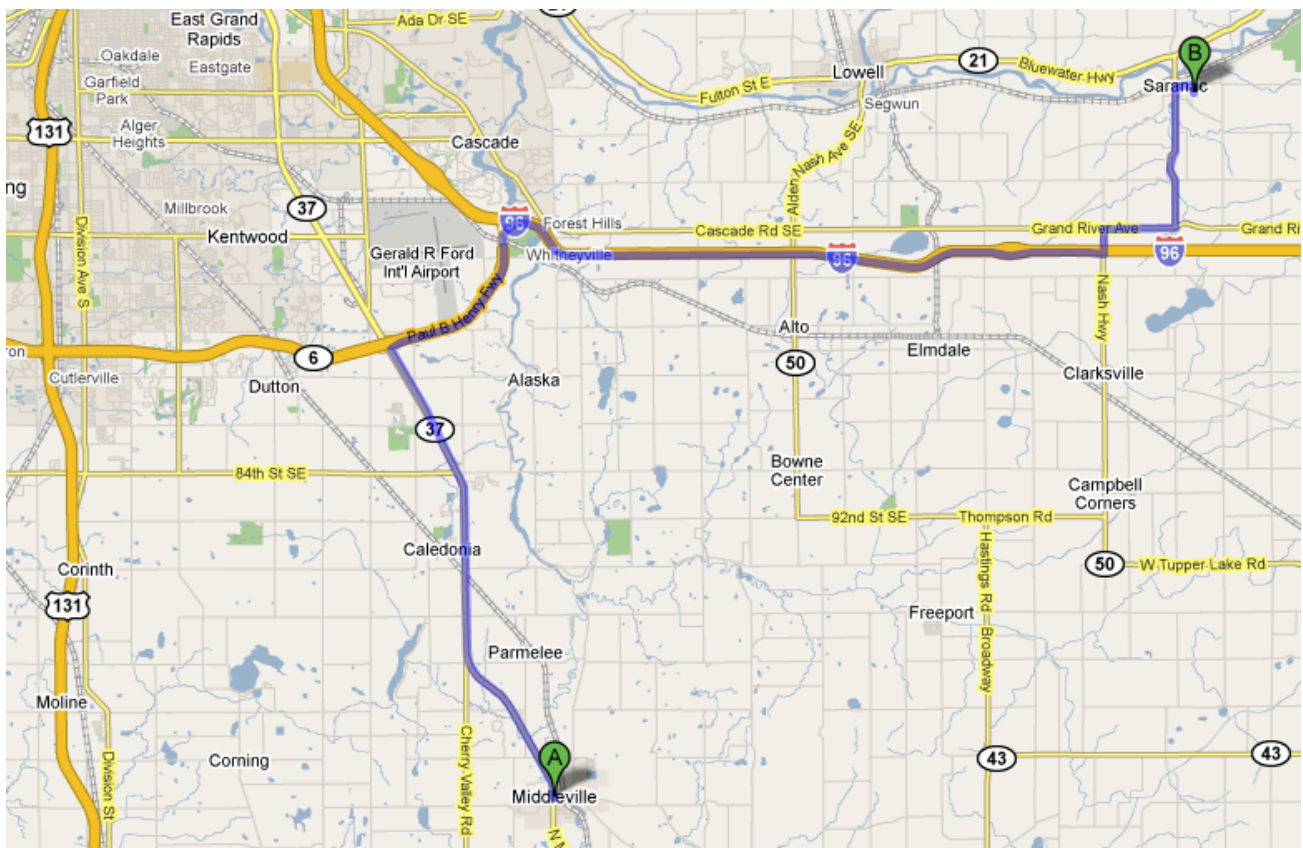 East Grand
Rapids
Ada Dr SE
21
Oakdale
Eastgate
Garfield
Park
131
Alger
Heights
Cascade
Fulton St E
Lowell
Segwun
21
Bluewater Hwy
B
Saranac
ng
Division Ave S
Millbrook
37
Kentwood
Gerald R Ford
Int'l Airport
96
Forest Hills
Whitneyville
Cascade Rd SE
Alden Nash Ave SE
96
Grand River Ave
Grand Ri
96
Nash Hwy
Paul B Henry Fwy
ron
6
Cutlerville
Dutton
Alaska
Alto
50
Elmdale
Clarksville
37
84th St SE
Bowne
Center
Campbell
Corners
92nd St SE
Thompson Rd
Caledonia
Corinth
131
Hastings Rd
50
W Tupper Lake Rd
Freeport
Broadway
Parmelee
Moline
Division St
Corning
Cherry Valley Rd
A
Middleville
N M
43
43